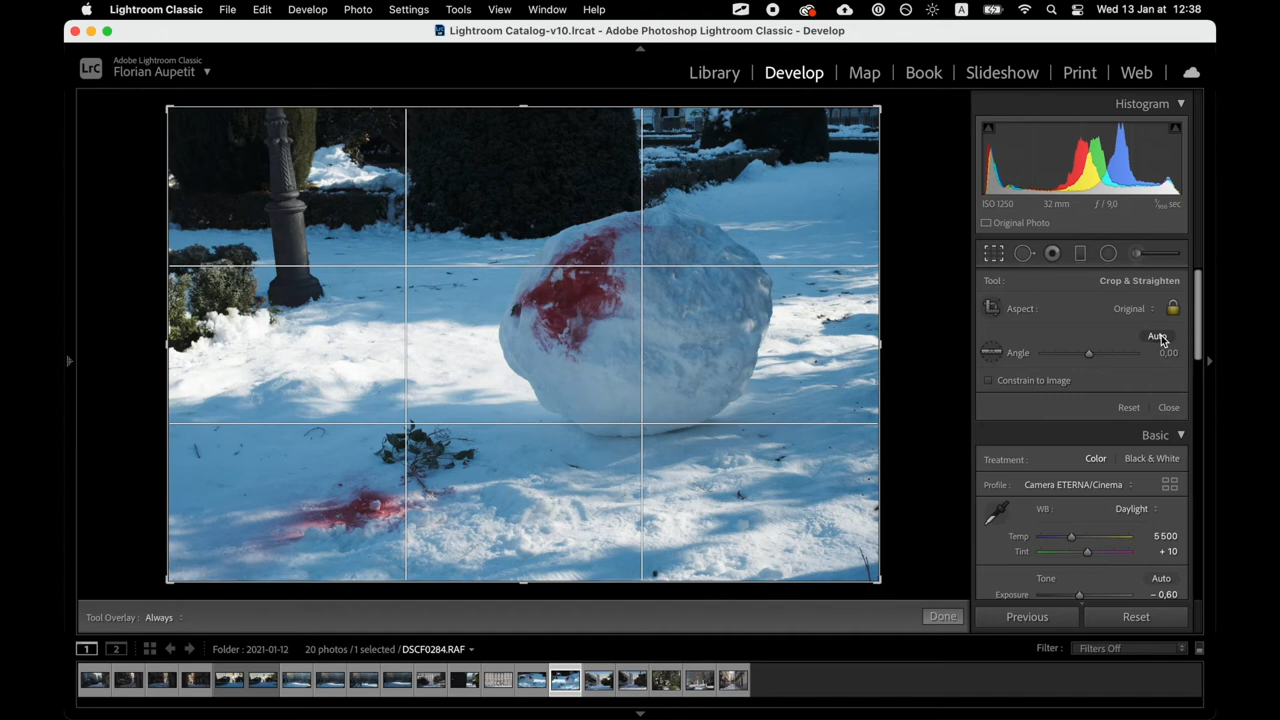 Lightroom Classic File Edit Develop Photo Settings Tools View Window Help A Wed 13 Jan at 12:38
Lightroom Catalog-v10.lrcat - Adobe Photoshop Lightroom Classic - Develop
LrC Adobe Lightroom Classic
Florian Aupetit
Library | Develop | Map | Book | Slideshow | Print | Web |
Histogram
ISO 1250 32 mm ƒ / 9,0 ¹⁄₉₅₀ sec
Original Photo
Tool : Crop & Straighten
Aspect : Original
Auto
Angle 0,00
Constrain to Image
Reset Close
Basic
Treatment : Color Black & White
Profile : Camera ETERNA/Cinema
WB : Daylight
Temp 5 500
Tint + 10
Tone Auto
Exposure − 0,60
Tool Overlay : Always Done
Previous Reset
1 2 Folder : 2021-01-12 20 photos / 1 selected / DSCF0284.RAF Filter : Filters Off